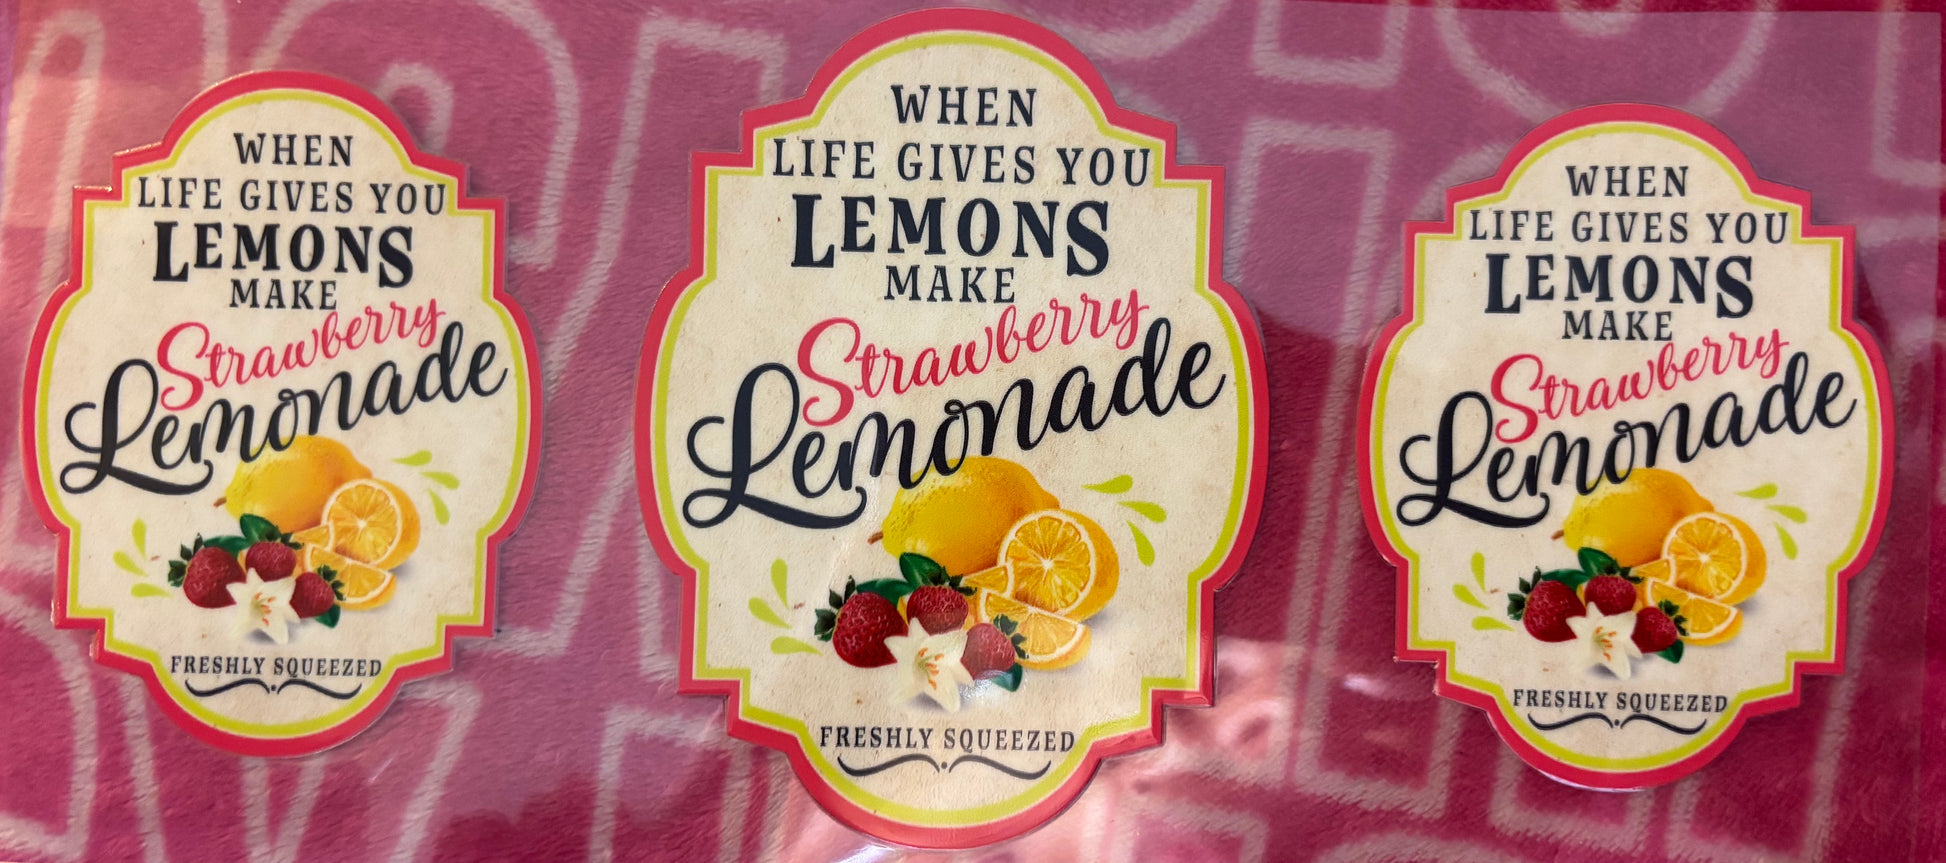 WHEN
LIFE GIVES YOU
LEMONS
MAKE
Strawberry
Lemonade
FRESHLY SQUEEZED
WHEN
LIFE GIVES YOU
LEMONS
MAKE
Strawberry
Lemonade
FRESHLY SQUEEZED
WHEN
LIFE GIVES YOU
LEMONS
MAKE
Strawberry
Lemonade
FRESHLY SQUEEZED